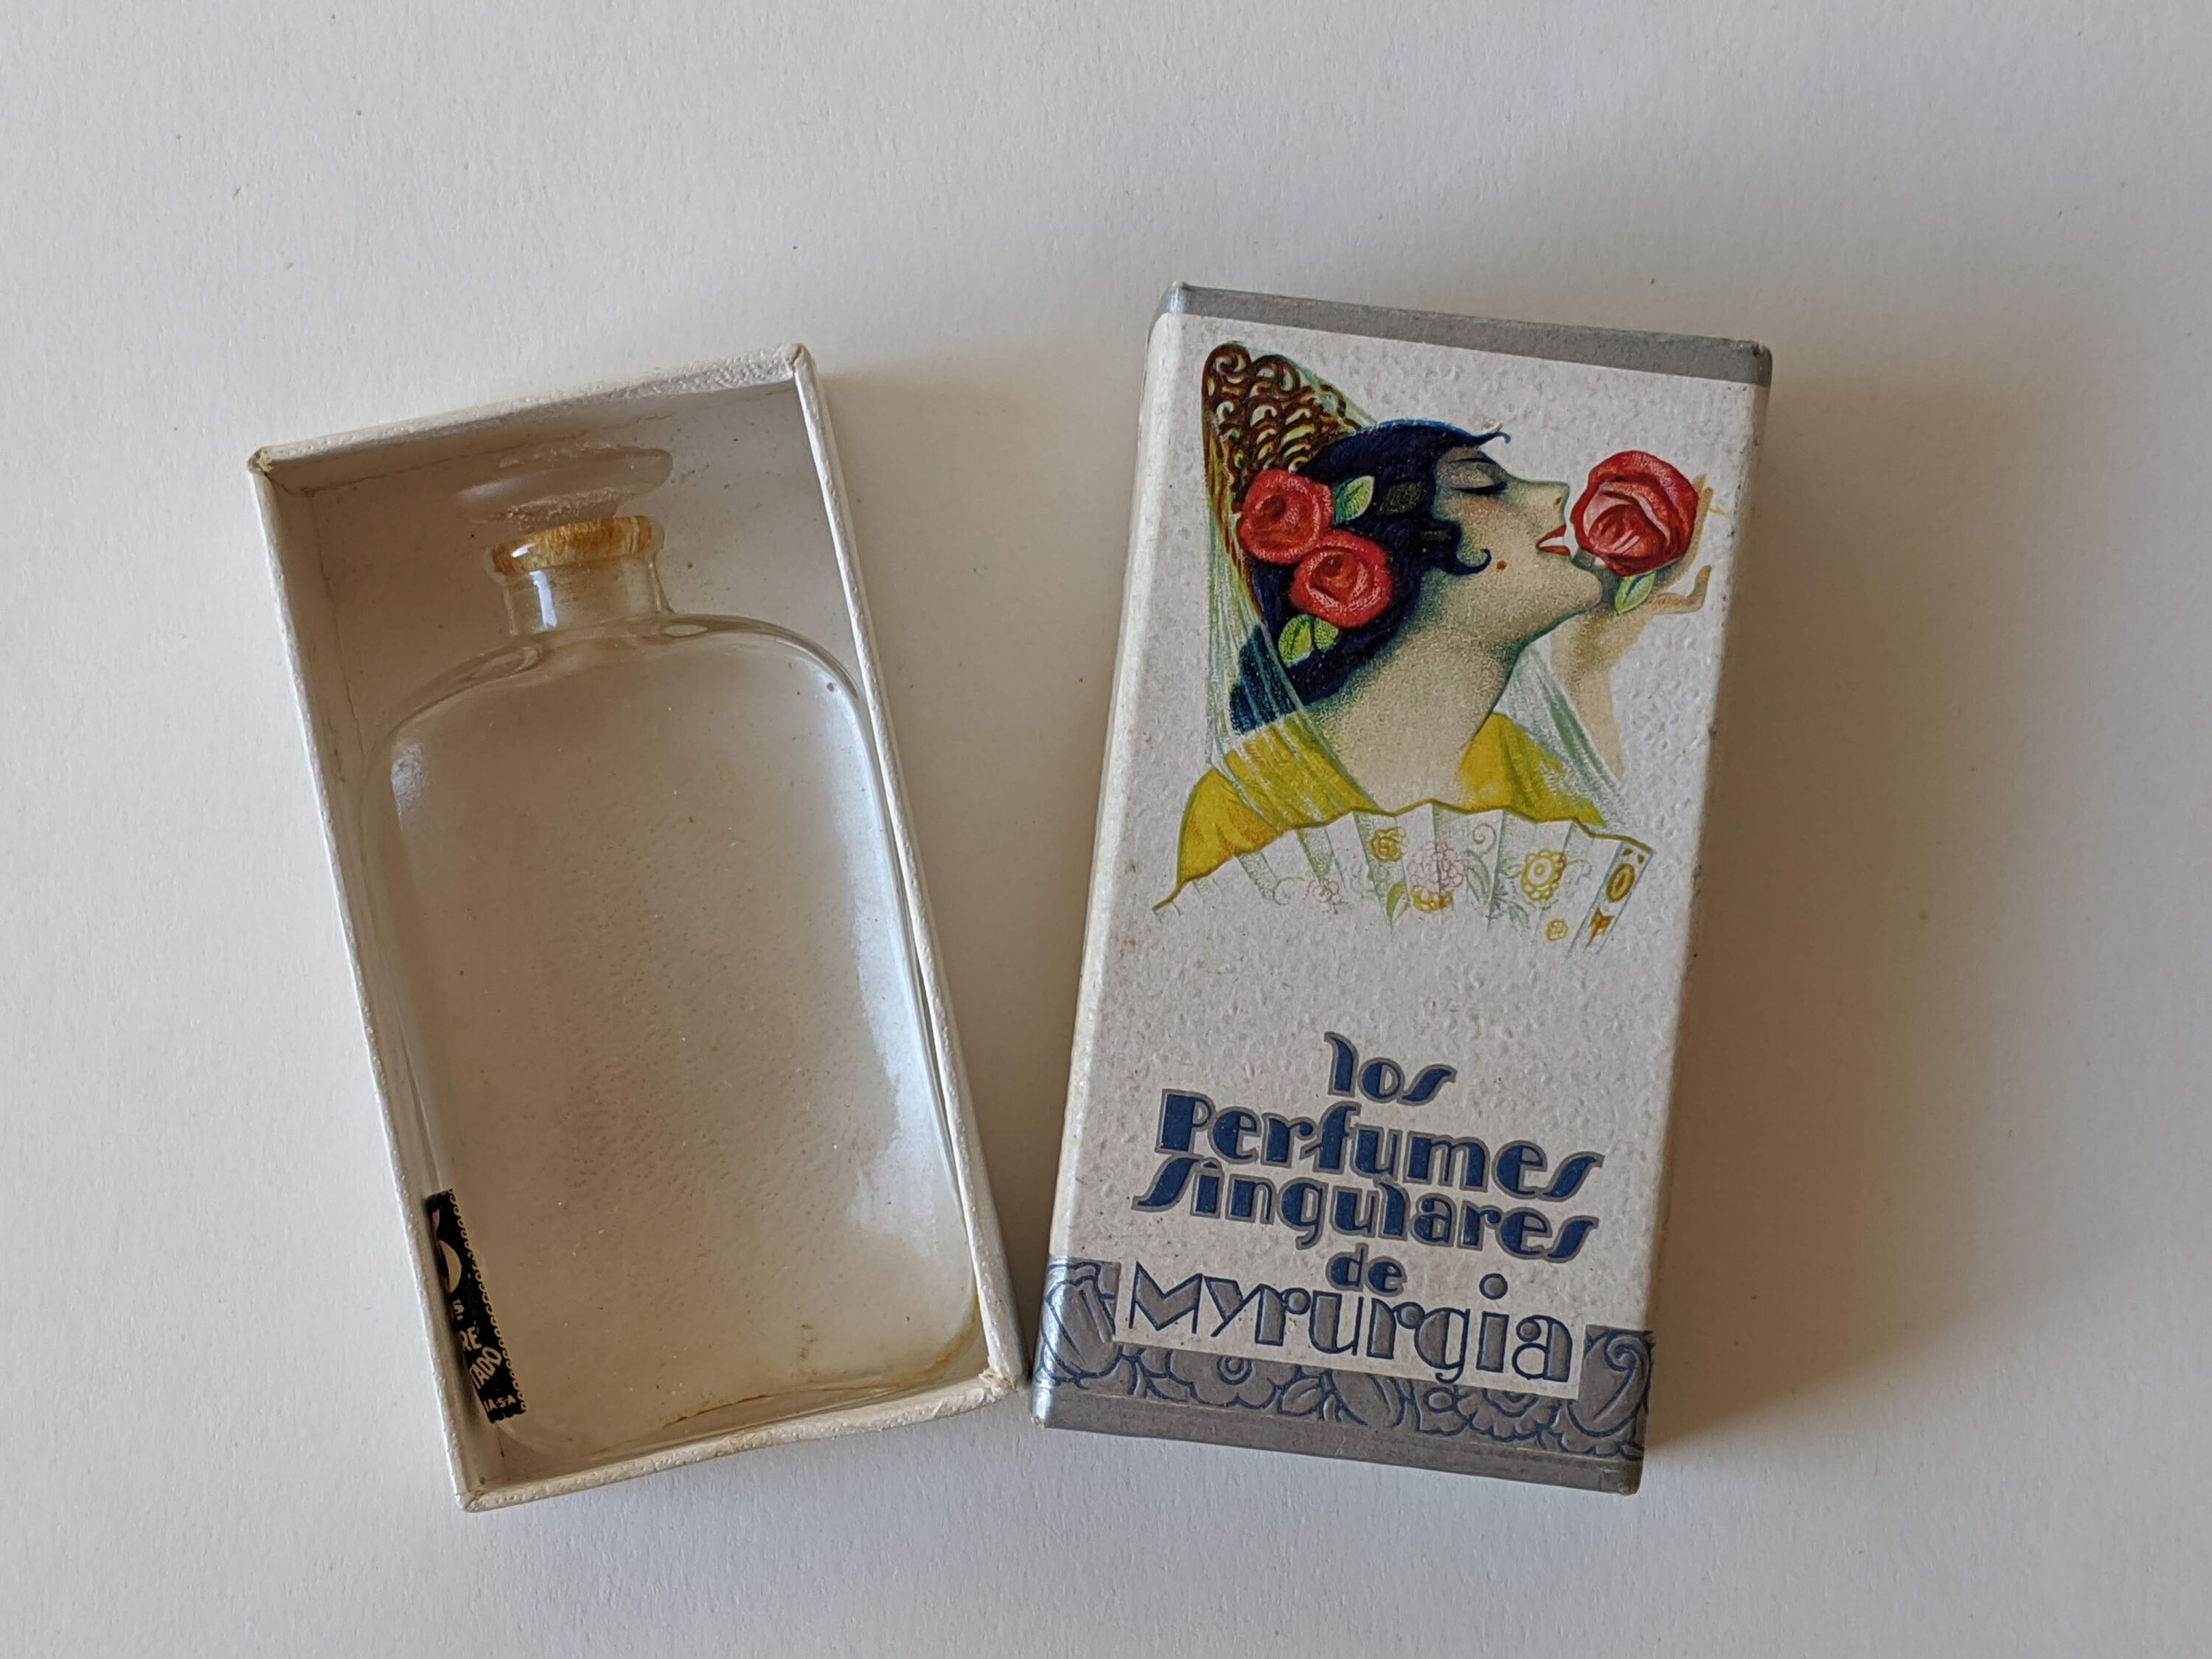 los
Perfumes
Singulares
de
Myrurgia